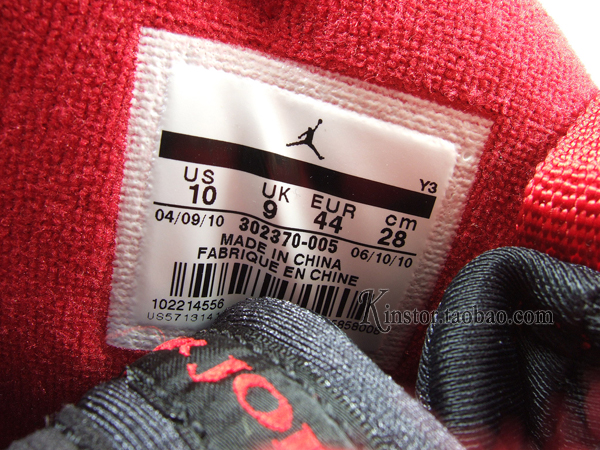 Y3
US UK EUR cm
10 9 44 28
04/09/10 302370-005 06/10/10
MADE IN CHINA
FABRIQUE EN CHINE
102214556
Kinstor.taobao.com